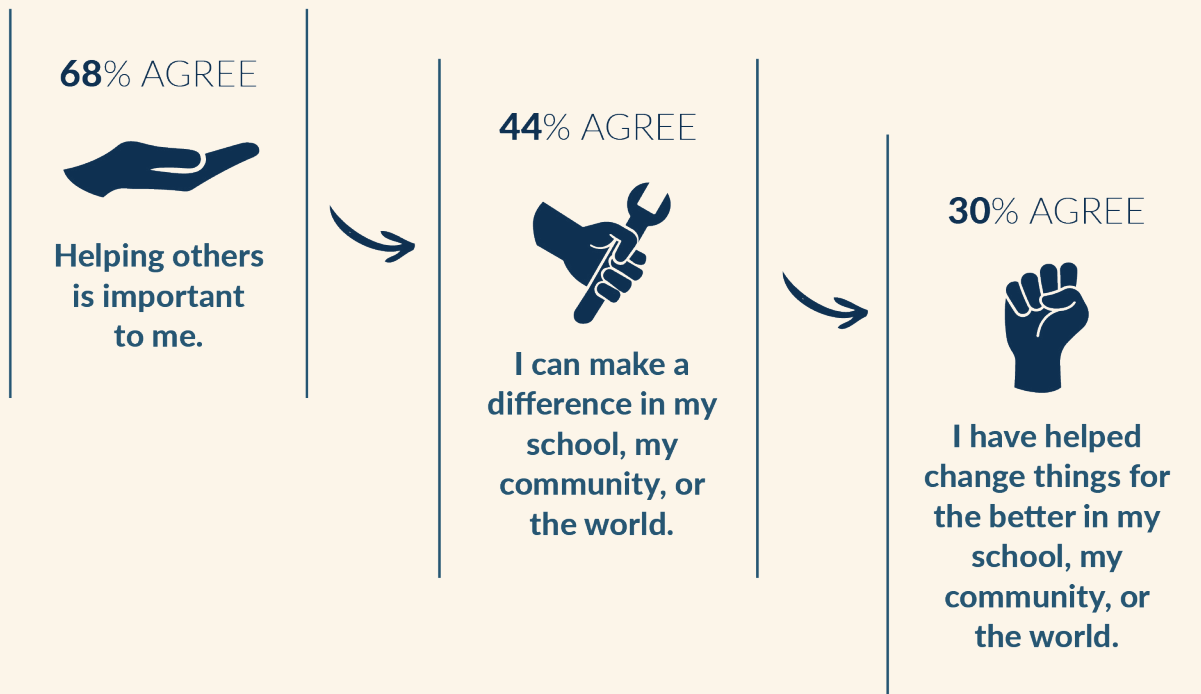 68% AGREE
Helping others
is important
to me.
44% AGREE
I can make a
difference in my
school, my
community, or
the world.
30% AGREE
I have helped
change things for
the better in my
school, my
community, or
the world.